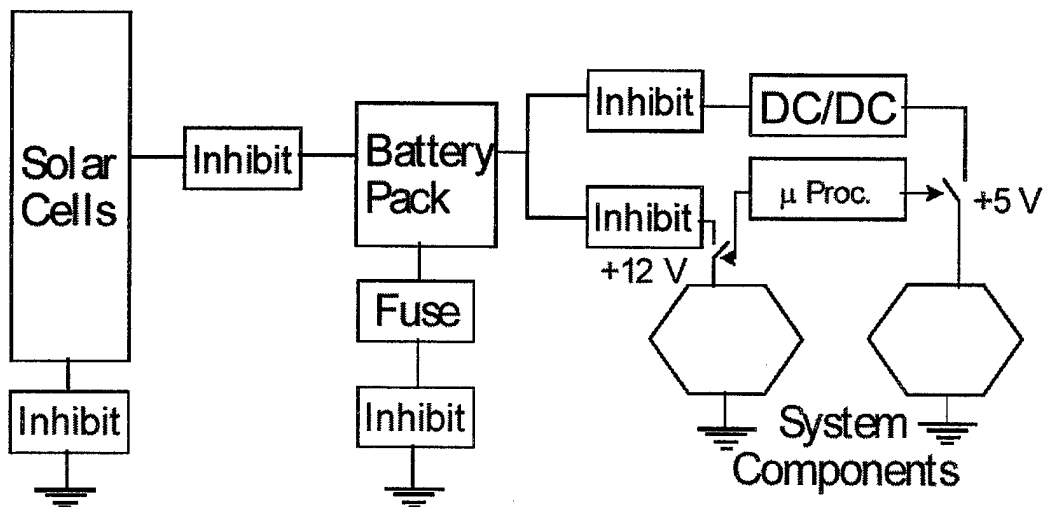 Solar
Cells
Inhibit
Inhibit
Battery
Pack
Fuse
Inhibit
Inhibit
DC/DC
Inhibit
μ Proc.
+5 V
+12 V
System
Components